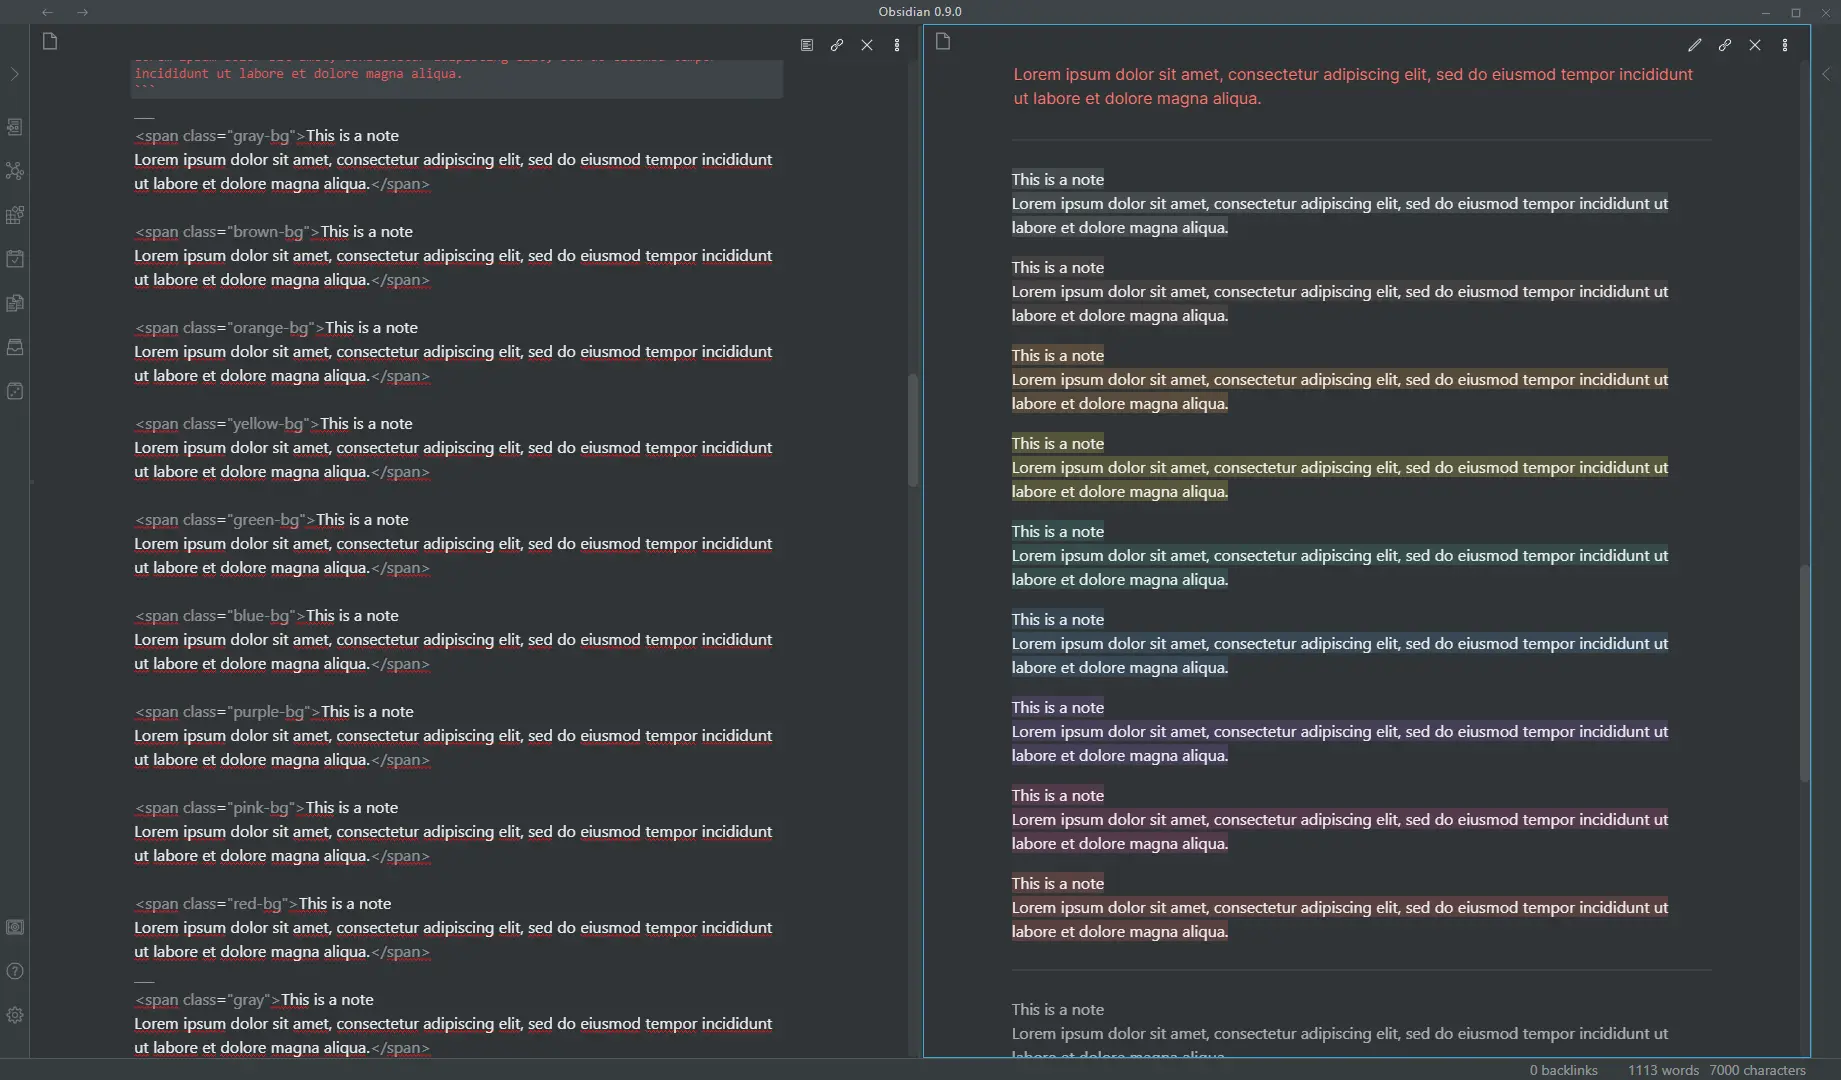 Obsidian 0.9.0
incididunt ut labore et dolore magna aliqua.
```
___
<span class="gray-bg">This is a note
Lorem ipsum dolor sit amet, consectetur adipiscing elit, sed do eiusmod tempor incididunt
ut labore et dolore magna aliqua.</span>
<span class="brown-bg">This is a note
Lorem ipsum dolor sit amet, consectetur adipiscing elit, sed do eiusmod tempor incididunt
ut labore et dolore magna aliqua.</span>
<span class="orange-bg">This is a note
Lorem ipsum dolor sit amet, consectetur adipiscing elit, sed do eiusmod tempor incididunt
ut labore et dolore magna aliqua.</span>
<span class="yellow-bg">This is a note
Lorem ipsum dolor sit amet, consectetur adipiscing elit, sed do eiusmod tempor incididunt
ut labore et dolore magna aliqua.</span>
<span class="green-bg">This is a note
Lorem ipsum dolor sit amet, consectetur adipiscing elit, sed do eiusmod tempor incididunt
ut labore et dolore magna aliqua.</span>
<span class="blue-bg">This is a note
Lorem ipsum dolor sit amet, consectetur adipiscing elit, sed do eiusmod tempor incididunt
ut labore et dolore magna aliqua.</span>
<span class="purple-bg">This is a note
Lorem ipsum dolor sit amet, consectetur adipiscing elit, sed do eiusmod tempor incididunt
ut labore et dolore magna aliqua.</span>
<span class="pink-bg">This is a note
Lorem ipsum dolor sit amet, consectetur adipiscing elit, sed do eiusmod tempor incididunt
ut labore et dolore magna aliqua.</span>
<span class="red-bg">This is a note
Lorem ipsum dolor sit amet, consectetur adipiscing elit, sed do eiusmod tempor incididunt
ut labore et dolore magna aliqua.</span>
___
<span class="gray">This is a note
Lorem ipsum dolor sit amet, consectetur adipiscing elit, sed do eiusmod tempor incididunt
ut labore et dolore magna aliqua.</span>
Lorem ipsum dolor sit amet, consectetur adipiscing elit, sed do eiusmod tempor incididunt
ut labore et dolore magna aliqua.
This is a note
Lorem ipsum dolor sit amet, consectetur adipiscing elit, sed do eiusmod tempor incididunt ut
labore et dolore magna aliqua.
This is a note
Lorem ipsum dolor sit amet, consectetur adipiscing elit, sed do eiusmod tempor incididunt ut
labore et dolore magna aliqua.
This is a note
Lorem ipsum dolor sit amet, consectetur adipiscing elit, sed do eiusmod tempor incididunt ut
labore et dolore magna aliqua.
This is a note
Lorem ipsum dolor sit amet, consectetur adipiscing elit, sed do eiusmod tempor incididunt ut
labore et dolore magna aliqua.
This is a note
Lorem ipsum dolor sit amet, consectetur adipiscing elit, sed do eiusmod tempor incididunt ut
labore et dolore magna aliqua.
This is a note
Lorem ipsum dolor sit amet, consectetur adipiscing elit, sed do eiusmod tempor incididunt ut
labore et dolore magna aliqua.
This is a note
Lorem ipsum dolor sit amet, consectetur adipiscing elit, sed do eiusmod tempor incididunt ut
labore et dolore magna aliqua.
This is a note
Lorem ipsum dolor sit amet, consectetur adipiscing elit, sed do eiusmod tempor incididunt ut
labore et dolore magna aliqua.
This is a note
Lorem ipsum dolor sit amet, consectetur adipiscing elit, sed do eiusmod tempor incididunt ut
labore et dolore magna aliqua.
This is a note
Lorem ipsum dolor sit amet, consectetur adipiscing elit, sed do eiusmod tempor incididunt ut
0 backlinks 1113 words 7000 characters